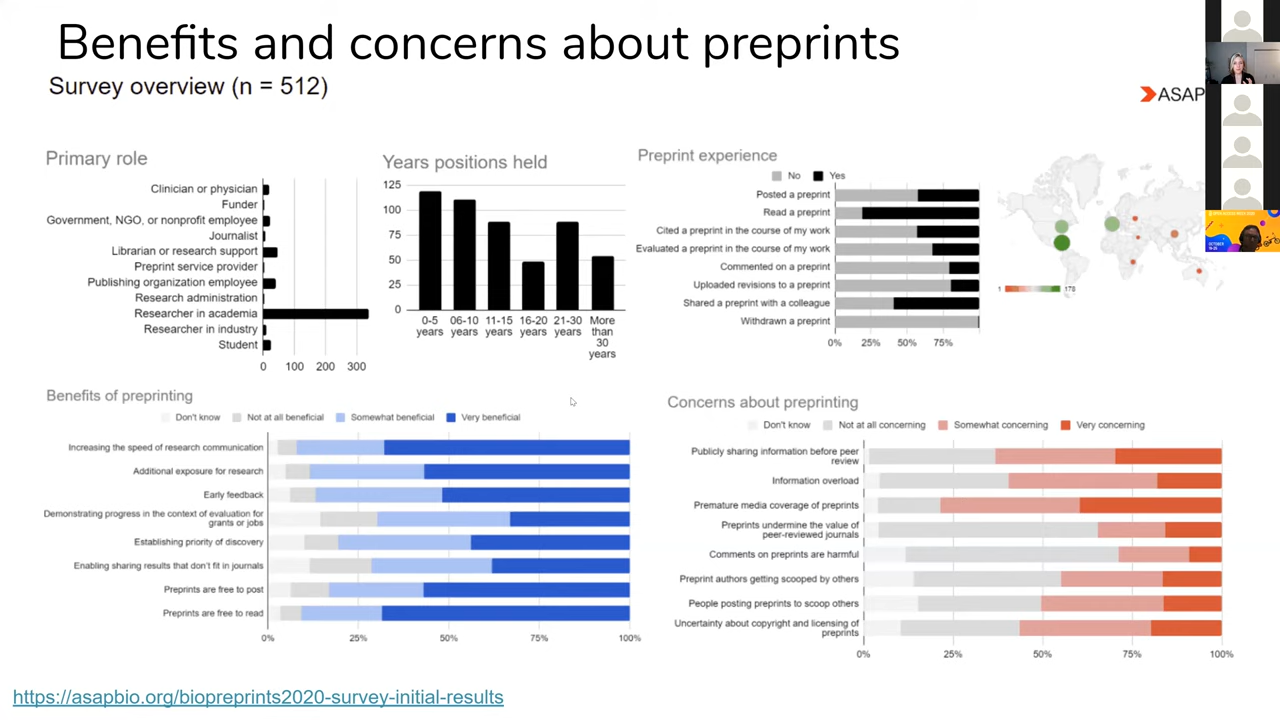 Benefits and concerns about preprints
Survey overview (n = 512)
ASAP
Primary role
Clinician or physician
Funder
Government, NGO, or nonprofit employee
Journalist
Librarian or research support
Preprint service provider
Publishing organization employee
Research administration
Researcher in academia
Researcher in industry
Student
0 100 200 300
Years positions held
125
100
75
50
25
0
0-5 06-10 11-15 16-20 21-30 More
years years years years years than
30
years
Preprint experience
No Yes
Posted a preprint
Read a preprint
Cited a preprint in the course of my work
Evaluated a preprint in the course of my work
Commented on a preprint
Uploaded revisions to a preprint
Shared a preprint with a colleague
Withdrawn a preprint
0% 25% 50% 75%
1 178
Benefits of preprinting
Don't know Not at all beneficial Somewhat beneficial Very beneficial
Increasing the speed of research communication
Additional exposure for research
Early feedback
Demonstrating progress in the context of evaluation for
grants or jobs
Establishing priority of discovery
Enabling sharing results that don't fit in journals
Preprints are free to post
Preprints are free to read
0% 25% 50% 75% 100%
Concerns about preprinting
Don't know Not at all concerning Somewhat concerning Very concerning
Publicly sharing information before peer
review
Information overload
Premature media coverage of preprints
Preprints undermine the value of
peer-reviewed journals
Comments on preprints are harmful
Preprint authors getting scooped by others
People posting preprints to scoop others
Uncertainty about copyright and licensing of
preprints
0% 25% 50% 75% 100%
https://asapbio.org/biopreprints2020-survey-initial-results